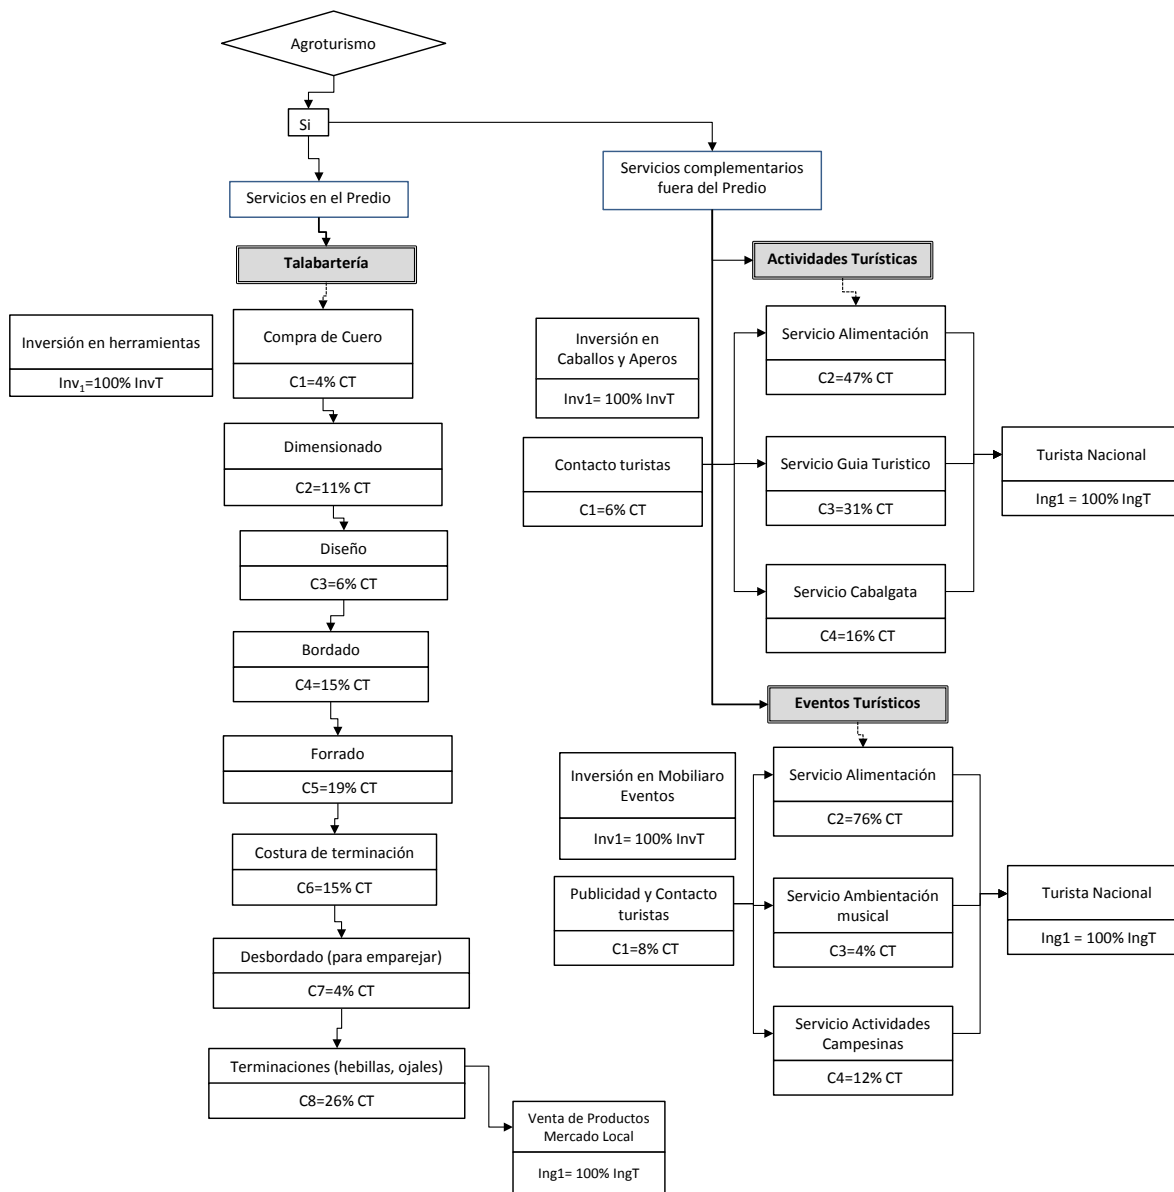 Agroturismo
Si
Servicios en el Predio
Talabartería
Inversión en herramientas
Inv₁=100% InvT
Compra de Cuero
C1=4% CT
Dimensionado
C2=11% CT
Diseño
C3=6% CT
Bordado
C4=15% CT
Forrado
C5=19% CT
Costura de terminación
C6=15% CT
Desbordado (para emparejar)
C7=4% CT
Terminaciones (hebillas, ojales)
C8=26% CT
Venta de Productos
Mercado Local
Ing1= 100% IngT
Servicios complementarios
fuera del Predio
Actividades Turísticas
Inversión en
Caballos y Aperos
Inv1= 100% InvT
Contacto turistas
C1=6% CT
Servicio Alimentación
C2=47% CT
Servicio Guia Turistico
C3=31% CT
Servicio Cabalgata
C4=16% CT
Turista Nacional
Ing1 = 100% IngT
Eventos Turísticos
Inversión en Mobiliaro
Eventos
Inv1= 100% InvT
Publicidad y Contacto
turistas
C1=8% CT
Servicio Alimentación
C2=76% CT
Servicio Ambientación
musical
C3=4% CT
Servicio Actividades
Campesinas
C4=12% CT
Turista Nacional
Ing1 = 100% IngT